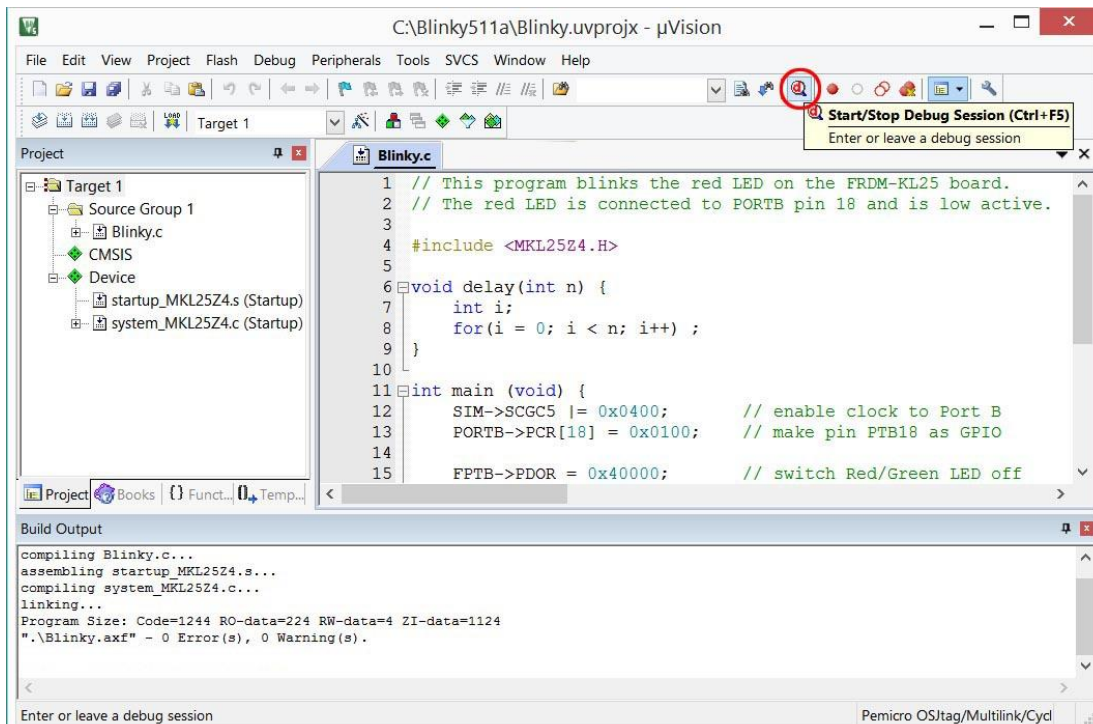 C:\Blinky511a\Blinky.uvprojx - µVision
File Edit View Project Flash Debug Peripherals Tools SVCS Window Help
LOAD
Target 1
Start/Stop Debug Session (Ctrl+F5)
Enter or leave a debug session
Project
Target 1
Source Group 1
Blinky.c
CMSIS
Device
startup_MKL25Z4.s (Startup)
system_MKL25Z4.c (Startup)
Project Books {} Funct... Temp...
Blinky.c
1 // This program blinks the red LED on the FRDM-KL25 board.
2 // The red LED is connected to PORTB pin 18 and is low active.
3
4 #include <MKL25Z4.H>
5
6 void delay(int n) {
7 int i;
8 for(i = 0; i < n; i++) ;
9 }
10
11 int main (void) {
12 SIM->SCGC5 |= 0x0400; // enable clock to Port B
13 PORTB->PCR[18] = 0x0100; // make pin PTB18 as GPIO
14
15 FPTB->PDOR = 0x40000; // switch Red/Green LED off
Build Output
compiling Blinky.c...
assembling startup_MKL25Z4.s...
compiling system_MKL25Z4.c...
linking...
Program Size: Code=1244 RO-data=224 RW-data=4 ZI-data=1124
".\Blinky.axf" - 0 Error(s), 0 Warning(s).
Enter or leave a debug session
Pemicro OSJtag/Multilink/Cycl